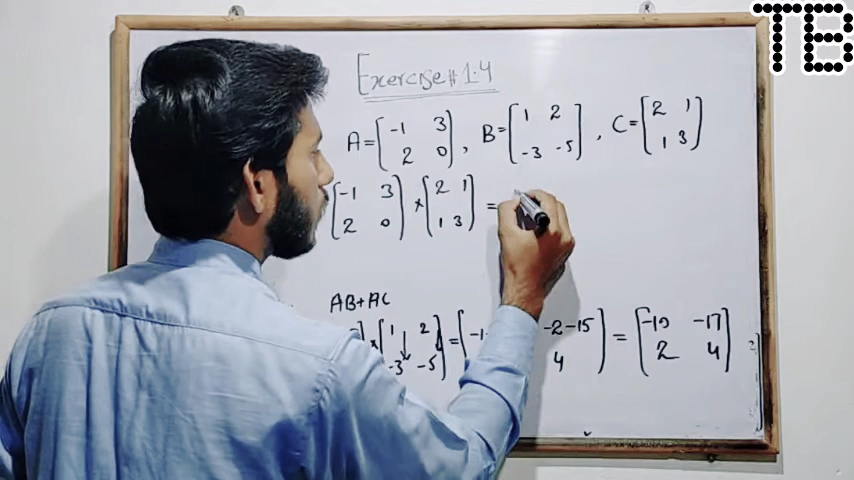 TB
Exercise # 1.4
A = [-1 3 , B = [1 2 , C = [2 1
2 0] -3 -5] 1 3]
[-1 3 × [2 1 =
2 0] 1 3]
AB+AC
] × [1 2] = [-1 -2-15] = [-10 -17]
-3 -5 4 2 4